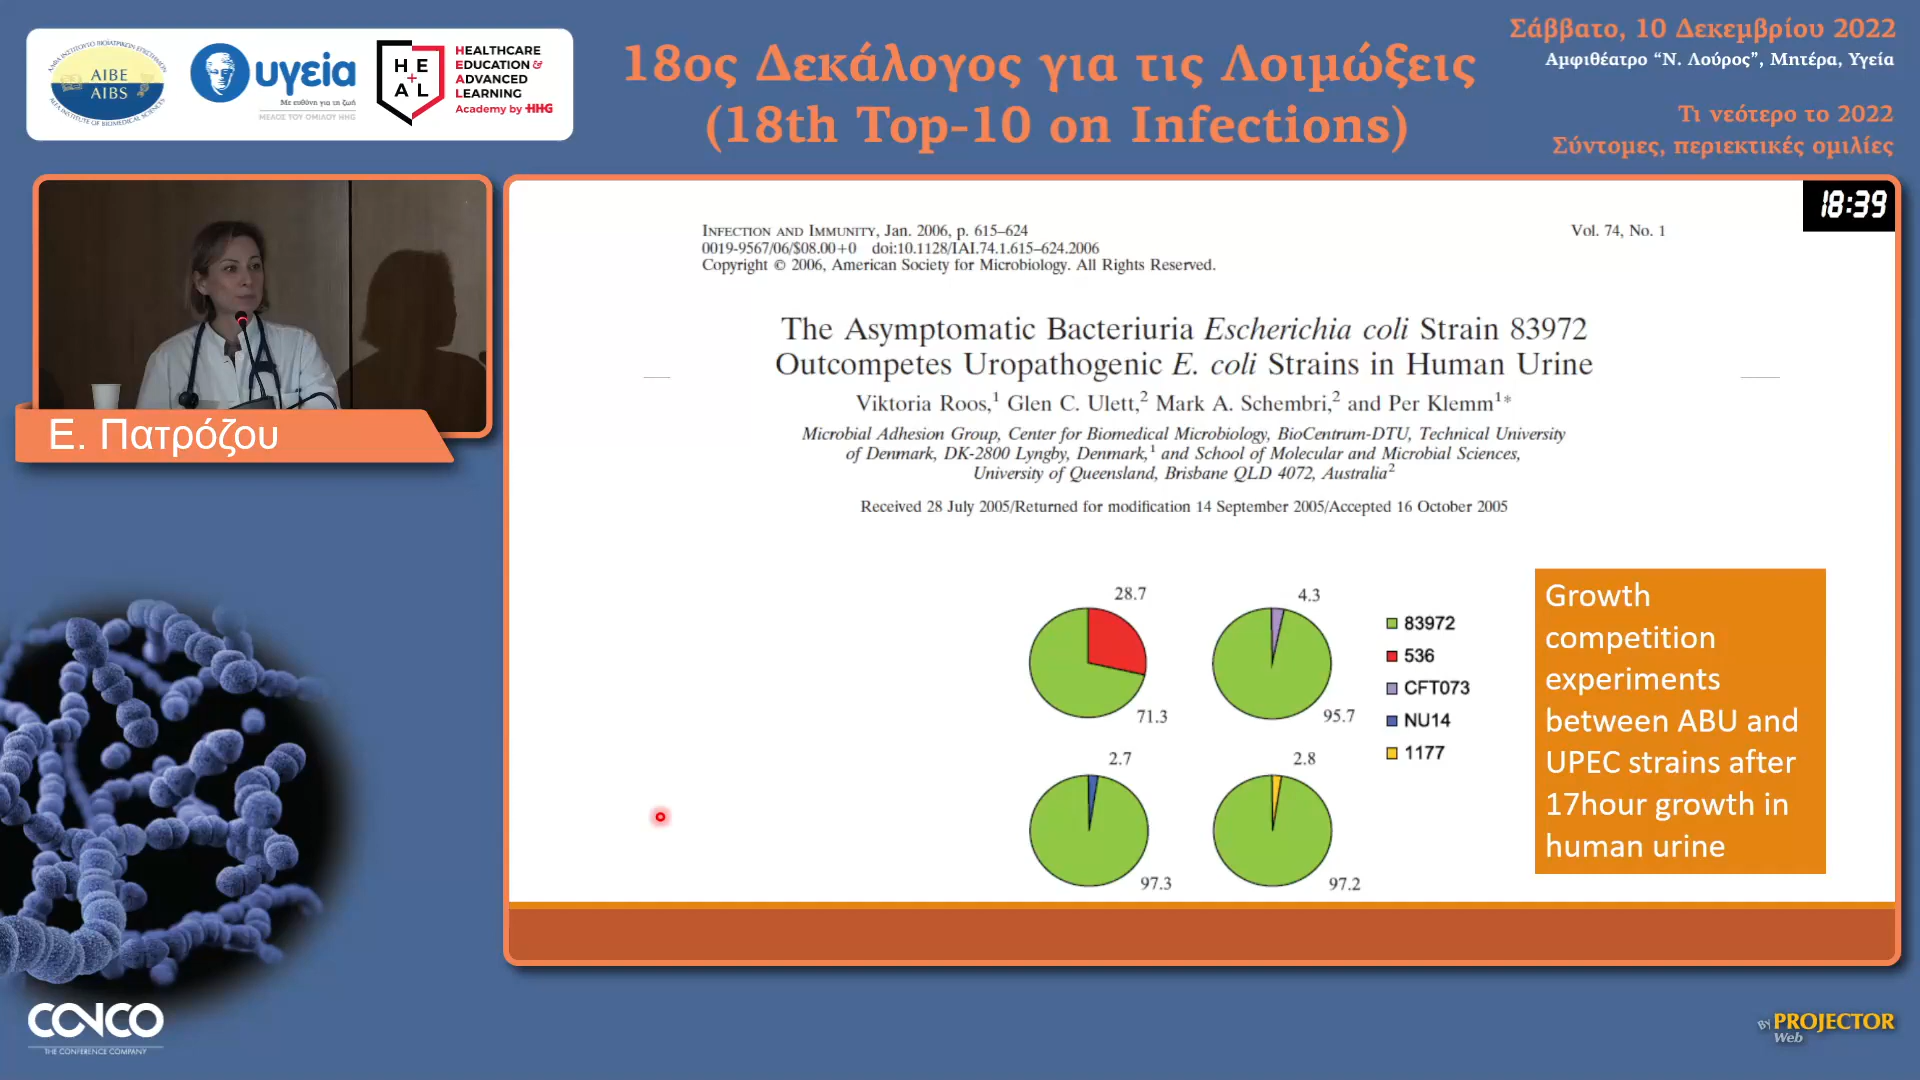 ΑΙΒΕ
AIBS
υγεία
Με ευθύνη για τη ζωή
ΜΕΛΟΣ ΤΟΥ ΟΜΙΛΟΥ HHG
HE
+
AL
HEALTHCARE
EDUCATION &
ADVANCED
LEARNING
Academy by HHG
18ος Δεκάλογος για τις Λοιμώξεις
(18th Top-10 on Infections)
Σάββατο, 10 Δεκεμβρίου 2022
Αμφιθέατρο “Ν. Λούρος”, Μητέρα, Υγεία
Τι νεότερο το 2022
Σύντομες, περιεκτικές ομιλίες
18:39
Ε. Πατρόζου
INFECTION AND IMMUNITY, Jan. 2006, p. 615–624
Vol. 74, No. 1
0019-9567/06/$08.00+0 doi:10.1128/IAI.74.1.615–624.2006
Copyright © 2006, American Society for Microbiology. All Rights Reserved.
The Asymptomatic Bacteriuria Escherichia coli Strain 83972
Outcompetes Uropathogenic E. coli Strains in Human Urine
Viktoria Roos,1 Glen C. Ulett,2 Mark A. Schembri,2 and Per Klemm1*
Microbial Adhesion Group, Center for Biomedical Microbiology, BioCentrum-DTU, Technical University
of Denmark, DK-2800 Lyngby, Denmark,1 and School of Molecular and Microbial Sciences,
University of Queensland, Brisbane QLD 4072, Australia2
Received 28 July 2005/Returned for modification 14 September 2005/Accepted 16 October 2005
28.7
71.3
4.3
95.7
2.7
97.3
2.8
97.2
83972
536
CFT073
NU14
1177
Growth
competition
experiments
between ABU and
UPEC strains after
17hour growth in
human urine
CONCO
THE CONFERENCE COMPANY
By PROJECTOR
Web